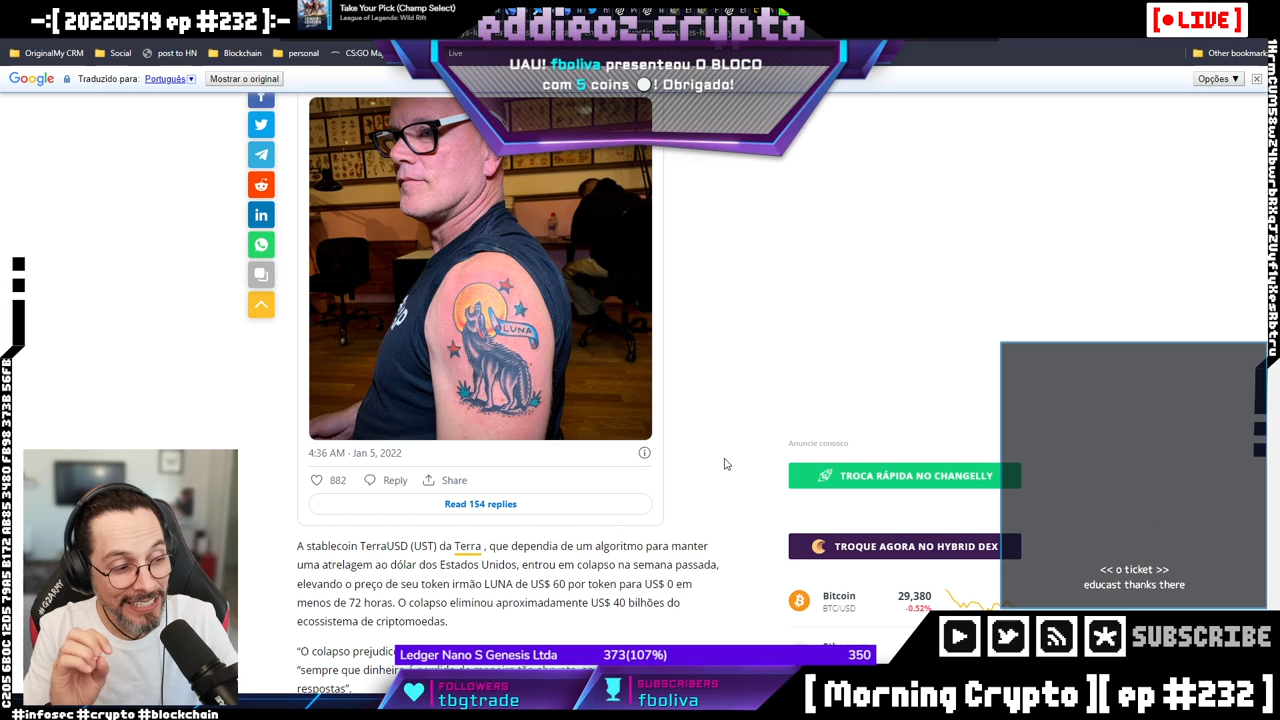 -:[ 20220519 ep #232 ]:-
Take Your Pick (Champ Select)
League of Legends: Wild Rift
eddieoz.crypto
[ ● LIVE ]
OriginalMy CRM
Social
post to HN
Blockchain
personal
CS:GO Maj
Live
Other bookmark
UAU! fboliva presenteou O BLOCO
com 5 coins ! Obrigado!
Google
Traduzido para: Português
Mostrar o original
Opções ▼
LUNA
4:36 AM · Jan 5, 2022
882
Reply
Share
Read 154 replies
Anuncie conosco
TROCA RÁPIDA NO CHANGELLY
TROQUE AGORA NO HYBRID DEX
<< o ticket >>
educast thanks there
Bitcoin
BTC/USD
29,380
-0.52%
A stablecoin TerraUSD (UST) da Terra , que dependia de um algoritmo para manter
uma atrelagem ao dólar dos Estados Unidos, entrou em colapso na semana passada,
elevando o preço de seu token irmão LUNA de US$ 60 por token para US$ 0 em
menos de 72 horas. O colapso eliminou aproximadamente US$ 40 bilhões do
ecossistema de criptomoedas.
"O colapso prejudic
"sempre que dinheir
respostas".
Ledger Nano S Genesis Ltda
373(107%)
350
FOLLOWERS
tbgtrade
SUBSCRIBERS
fboliva
SUBSCRIBE
[ Morning Crypto ][ ep #232 ]
#infosec #crypto #blockchain